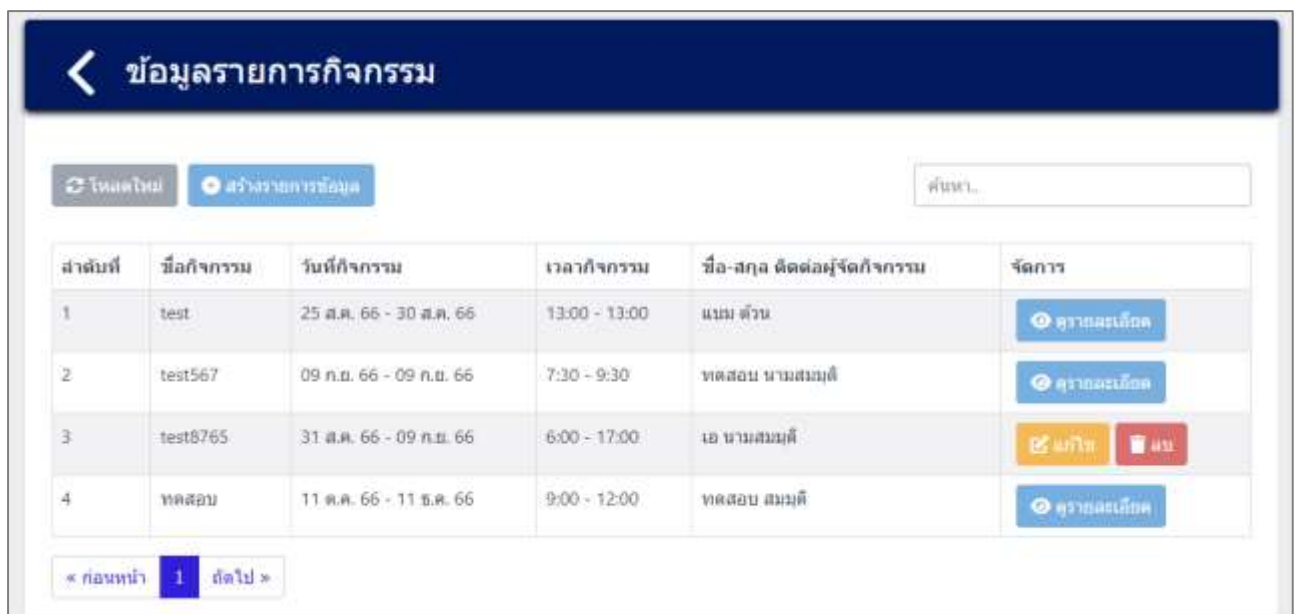 ข้อมูลรายการกิจกรรม
โหลดใหม่ สร้างรายการข้อมูล ค้นหา..
ลำดับที่ ชื่อกิจกรรม วันที่กิจกรรม เวลากิจกรรม ชื่อ-สกุล ติดต่อผู้จัดกิจกรรม จัดการ
1 test 25 ส.ค. 66 - 30 ส.ค. 66 13:00 - 13:00 แบม ด้วน ดูรายละเอียด
2 test567 09 ก.ย. 66 - 09 ก.ย. 66 7:30 - 9:30 ทดสอบ นามสมมุติ ดูรายละเอียด
3 test8765 31 ส.ค. 66 - 09 ก.ย. 66 6:00 - 17:00 เอ นามสมมุติ แก้ไข ลบ
4 ทดสอบ 11 ต.ค. 66 - 11 ธ.ค. 66 9:00 - 12:00 ทดสอบ สมมุติ ดูรายละเอียด
« ก่อนหน้า 1 ถัดไป »